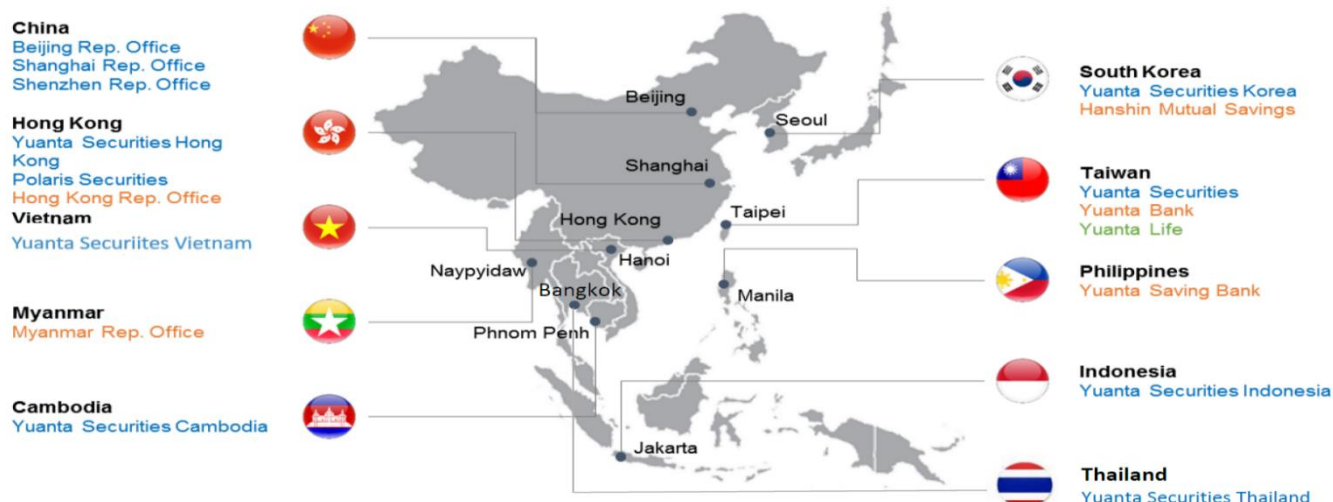 China
Beijing Rep. Office
Shanghai Rep. Office
Shenzhen Rep. Office
Hong Kong
Yuanta Securities Hong
Kong
Polaris Securities
Hong Kong Rep. Office
Vietnam
Yuanta Securiites Vietnam
Myanmar
Myanmar Rep. Office
Cambodia
Yuanta Securities Cambodia
Beijing
Seoul
Shanghai
Hong Kong
Taipei
Hanoi
Naypyidaw
Bangkok
Manila
Phnom Penh
Jakarta
South Korea
Yuanta Securities Korea
Hanshin Mutual Savings
Taiwan
Yuanta Securities
Yuanta Bank
Yuanta Life
Philippines
Yuanta Saving Bank
Indonesia
Yuanta Securities Indonesia
Thailand
Yuanta Securities Thailand